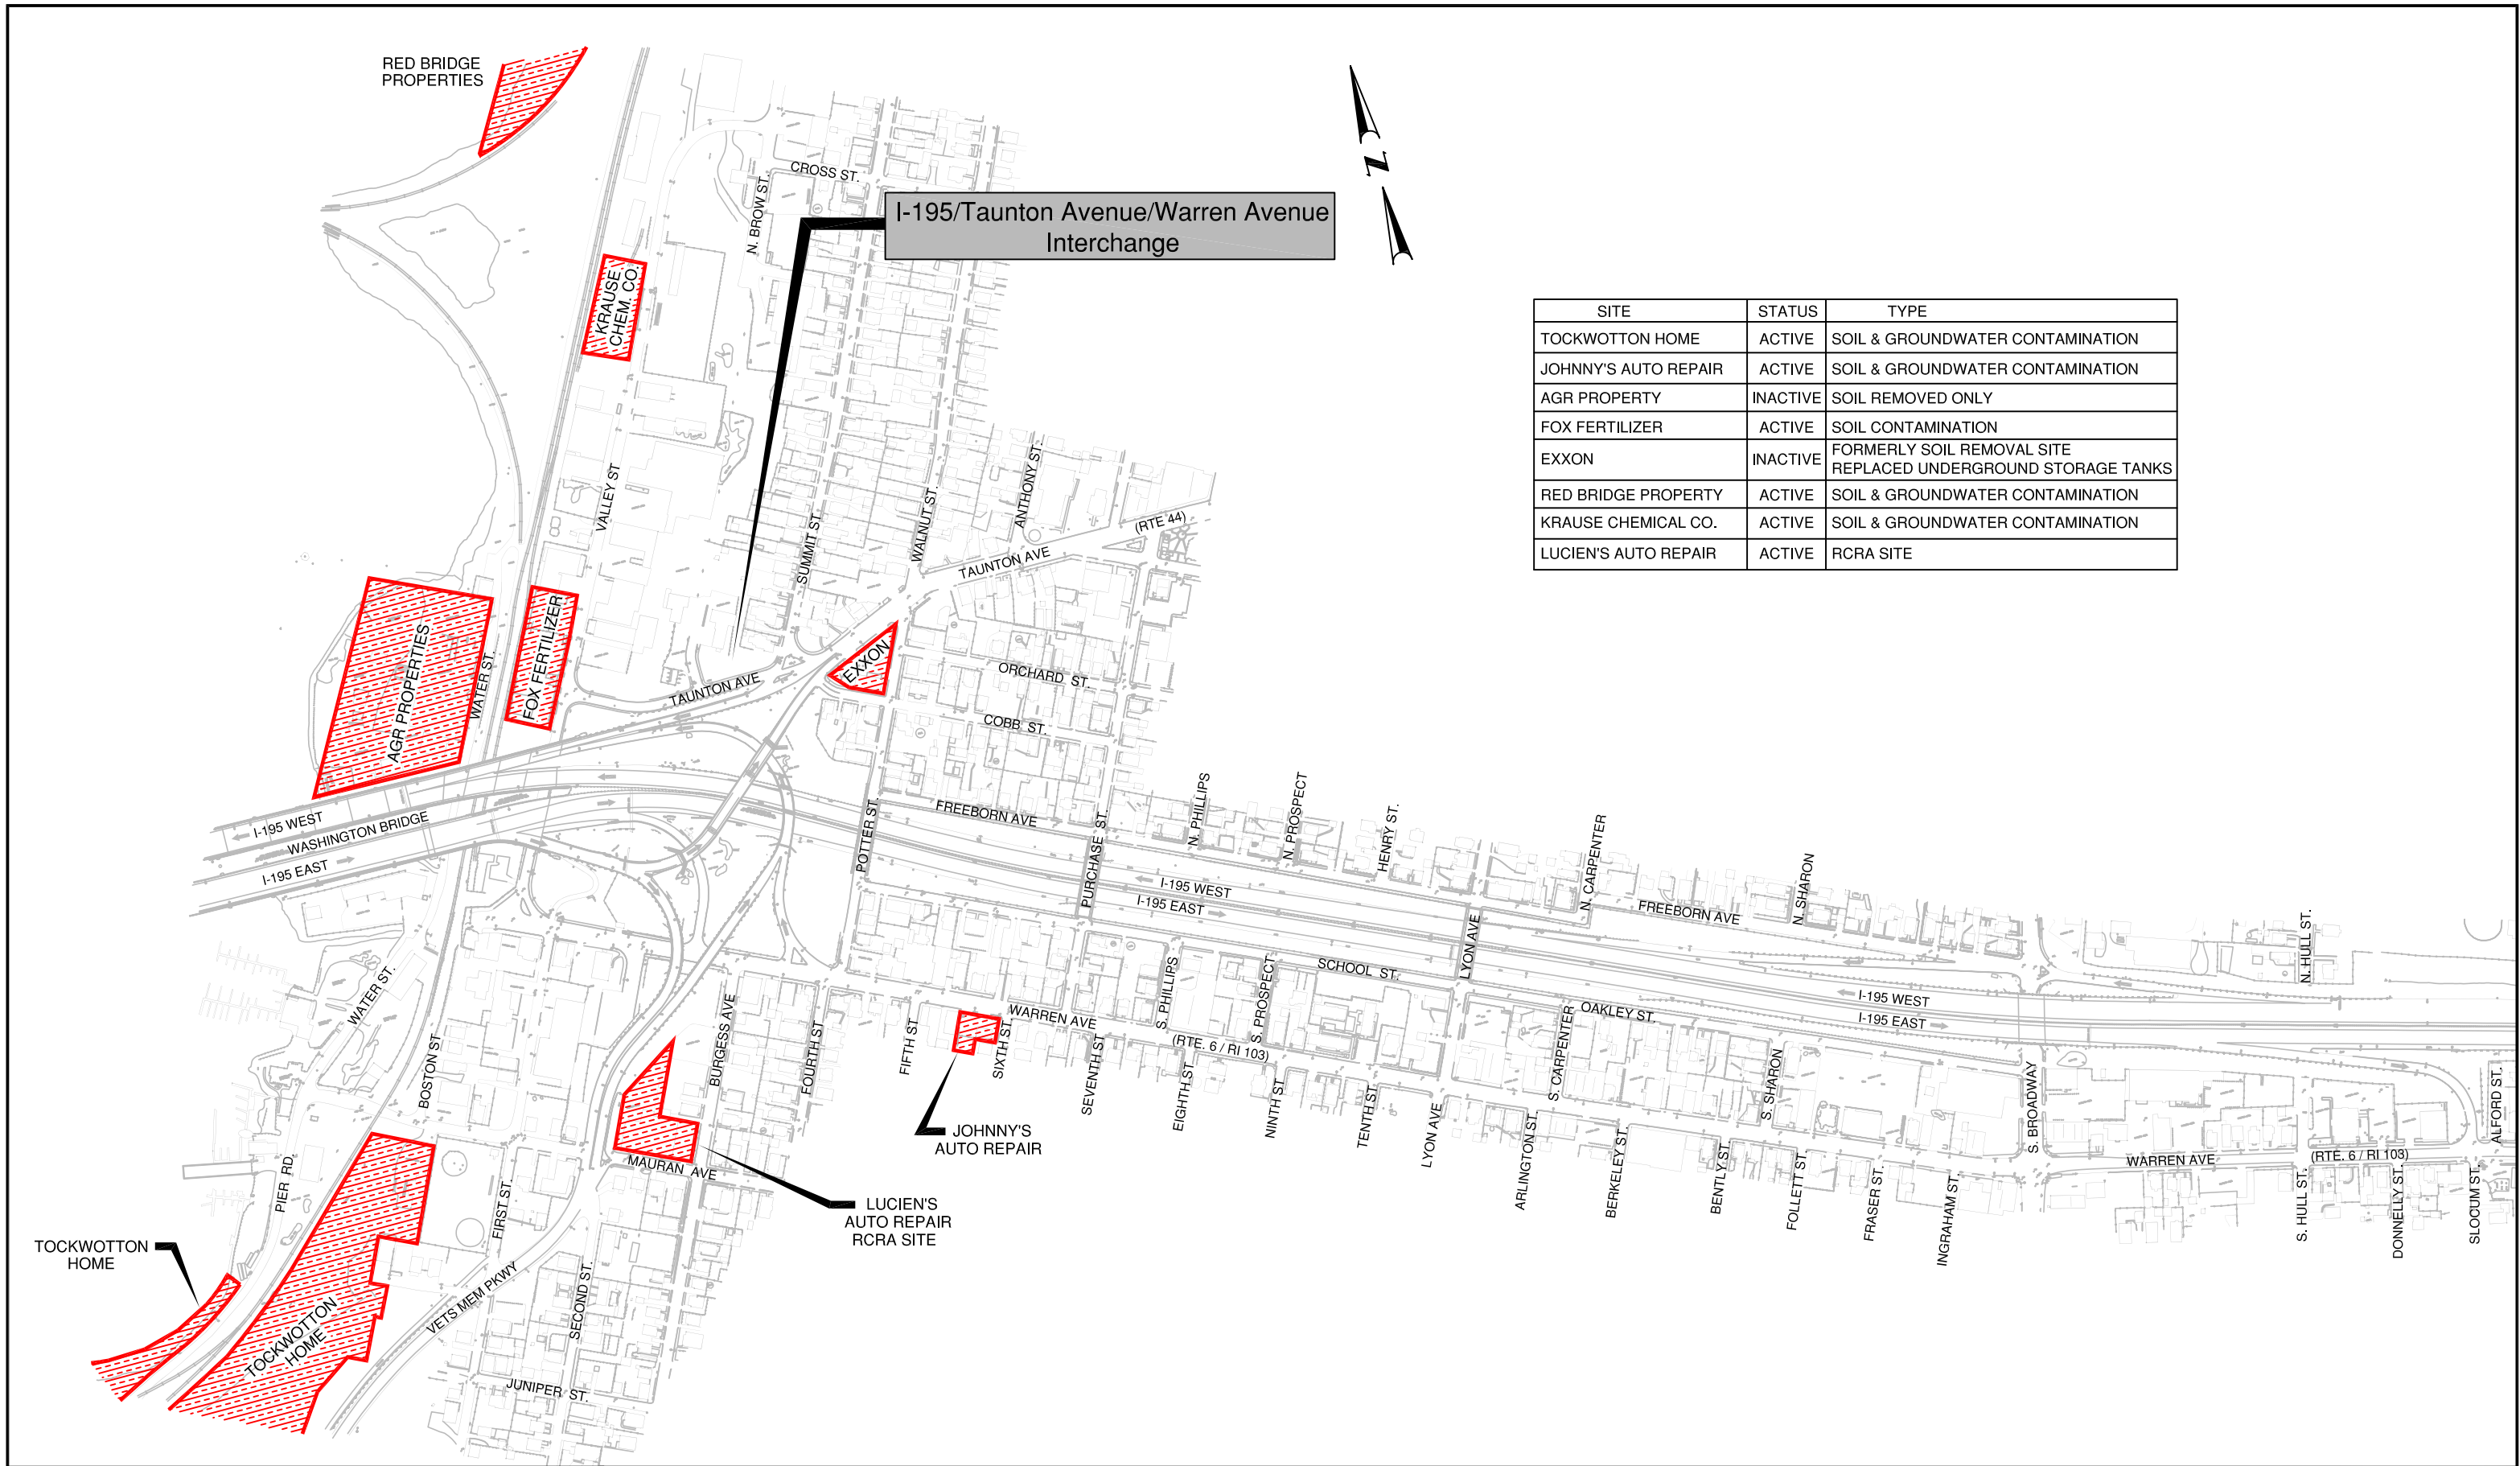 RED BRIDGE
PROPERTIES
CROSS ST.
N. BROW ST.
I-195/Taunton Avenue/Warren Avenue
Interchange
N
KRAUSE
CHEM. CO.
SITE STATUS TYPE
TOCKWOTTON HOME ACTIVE SOIL & GROUNDWATER CONTAMINATION
JOHNNY'S AUTO REPAIR ACTIVE SOIL & GROUNDWATER CONTAMINATION
AGR PROPERTY INACTIVE SOIL REMOVED ONLY
FOX FERTILIZER ACTIVE SOIL CONTAMINATION
EXXON INACTIVE FORMERLY SOIL REMOVAL SITE
REPLACED UNDERGROUND STORAGE TANKS
RED BRIDGE PROPERTY ACTIVE SOIL & GROUNDWATER CONTAMINATION
KRAUSE CHEMICAL CO. ACTIVE SOIL & GROUNDWATER CONTAMINATION
LUCIEN'S AUTO REPAIR ACTIVE RCRA SITE
VALLEY ST
SUMMIT ST.
WALNUT ST.
ANTHONY ST.
(RTE 44)
TAUNTON AVE
AGR PROPERTIES
WATER ST.
FOX FERTILIZER
TAUNTON AVE
EXXON
ORCHARD ST.
COBB ST.
I-195 WEST
WASHINGTON BRIDGE
I-195 EAST
POTTER ST.
FREEBORN AVE
PURCHASE ST.
N. PHILLIPS
N. PROSPECT
HENRY ST.
N. CARPENTER
N. SHARON
FREEBORN AVE
N. HULL ST.
I-195 WEST
I-195 EAST
LYON AVE
SCHOOL ST.
I-195 WEST
I-195 EAST
WATER ST.
BOSTON ST
BURGESS AVE
FOURTH ST
FIFTH ST
SIXTH ST.
WARREN AVE
SEVENTH ST
S. PHILLIPS
(RTE. 6 / RI 103)
S. PROSPECT
EIGHTH ST
NINTH ST
TENTH ST
LYON AVE
OAKLEY ST.
S. CARPENTER
ARLINGTON ST.
BERKELEY ST.
S. SHARON
BENTLY ST.
FOLLETT ST.
FRASER ST.
INGRAHAM ST.
S. BROADWAY
WARREN AVE
(RTE. 6 / RI 103)
ALFORD ST.
S. HULL ST.
DONNELLY ST.
SLOCUM ST.
JOHNNY'S
AUTO REPAIR
MAURAN AVE
LUCIEN'S
AUTO REPAIR
RCRA SITE
PIER RD.
FIRST ST.
TOCKWOTTON
HOME
VETS MEM PKWY
SECOND ST.
TOCKWOTTON
HOME
JUNIPER ST.